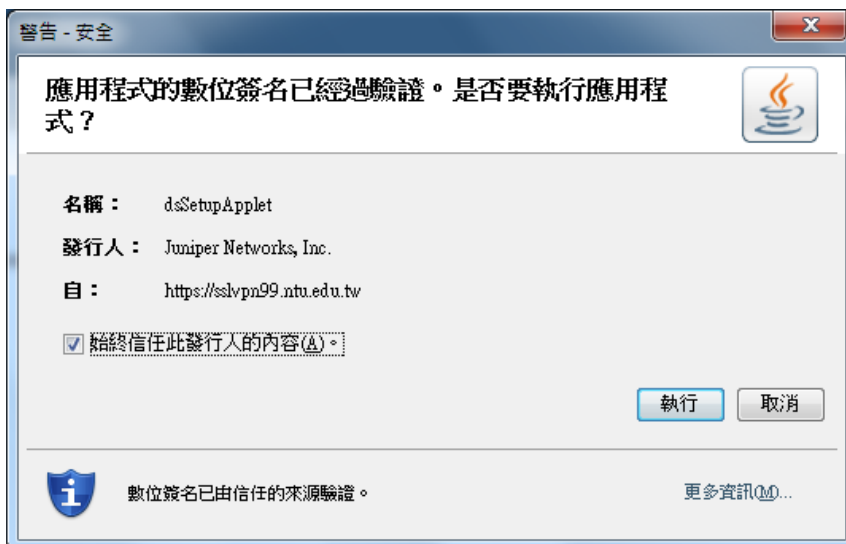 警告 - 安全
應用程式的數位簽名已經過驗證。是否要執行應用程
式？
名稱： dsSetupApplet
發行人： Juniper Networks, Inc.
自： https://sslvpn99.ntu.edu.tw
始終信任此發行人的內容(A)。
執行 取消
數位簽名已由信任的來源驗證。 更多資訊(M)...